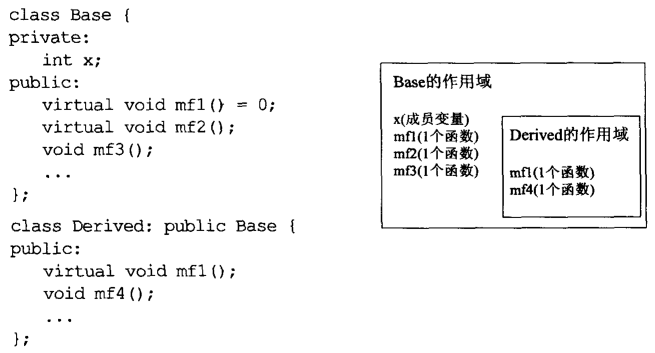 class Base {
private:
int x;
public:
virtual void mf1() = 0;
virtual void mf2();
void mf3();
...
};
class Derived: public Base {
public:
virtual void mf1();
void mf4();
...
};
Base的作用域
x(成员变量)
mf1(1个函数)
mf2(1个函数)
mf3(1个函数)
Derived的作用域
mf1(1个函数)
mf4(1个函数)